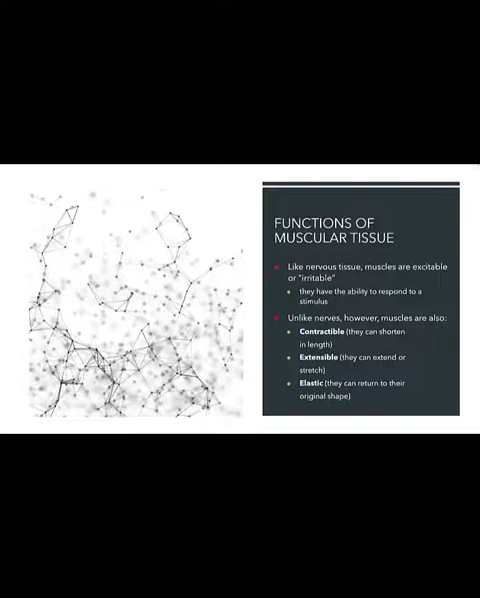 FUNCTIONS OF
MUSCULAR TISSUE
Like nervous tissue, muscles are excitable
or "irritable"
they have the ability to respond to a
stimulus
Unlike nerves, however, muscles are also:
Contractible (they can shorten
in length)
Extensible (they can extend or
stretch)
Elastic (they can return to their
original shape)